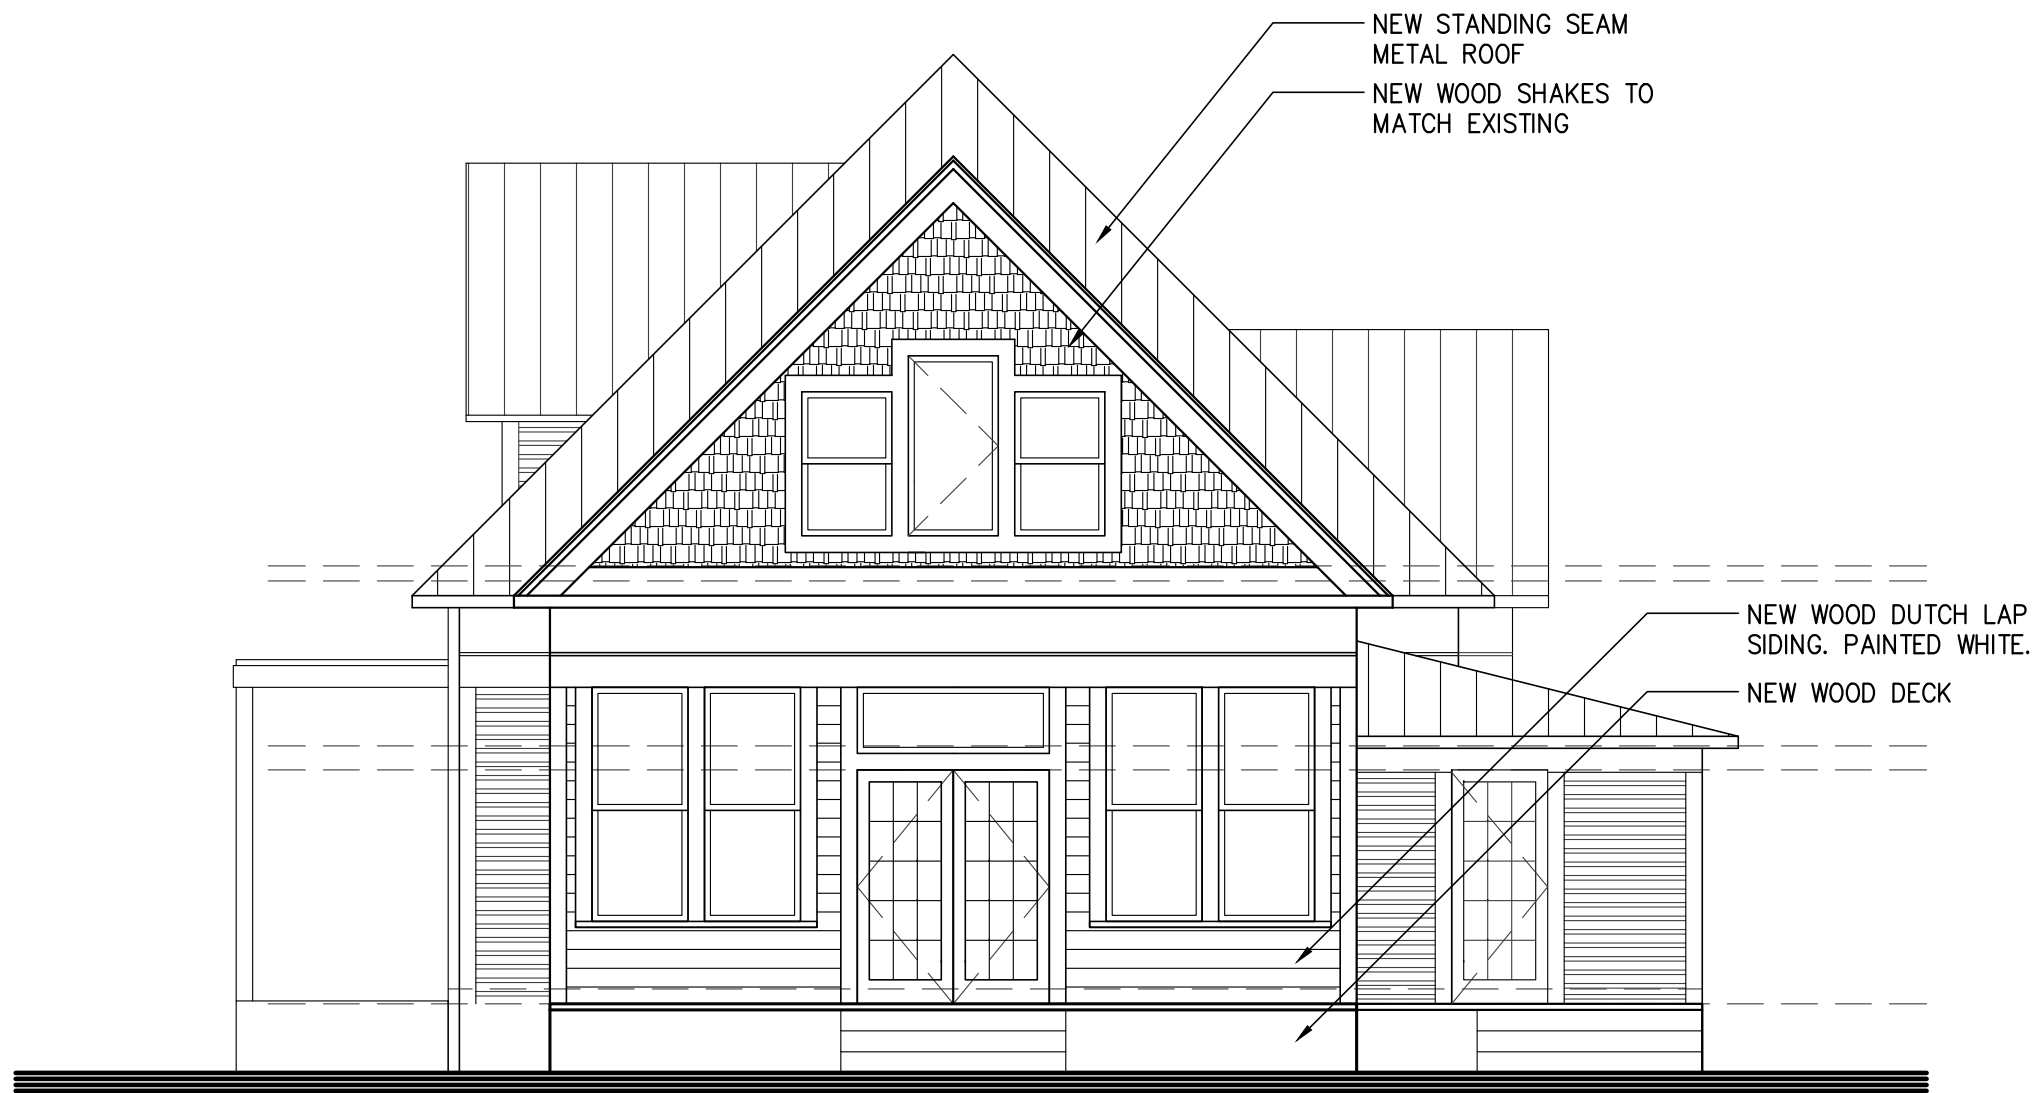 NEW STANDING SEAM
METAL ROOF
NEW WOOD SHAKES TO
MATCH EXISTING
NEW WOOD DUTCH LAP
SIDING. PAINTED WHITE.
NEW WOOD DECK